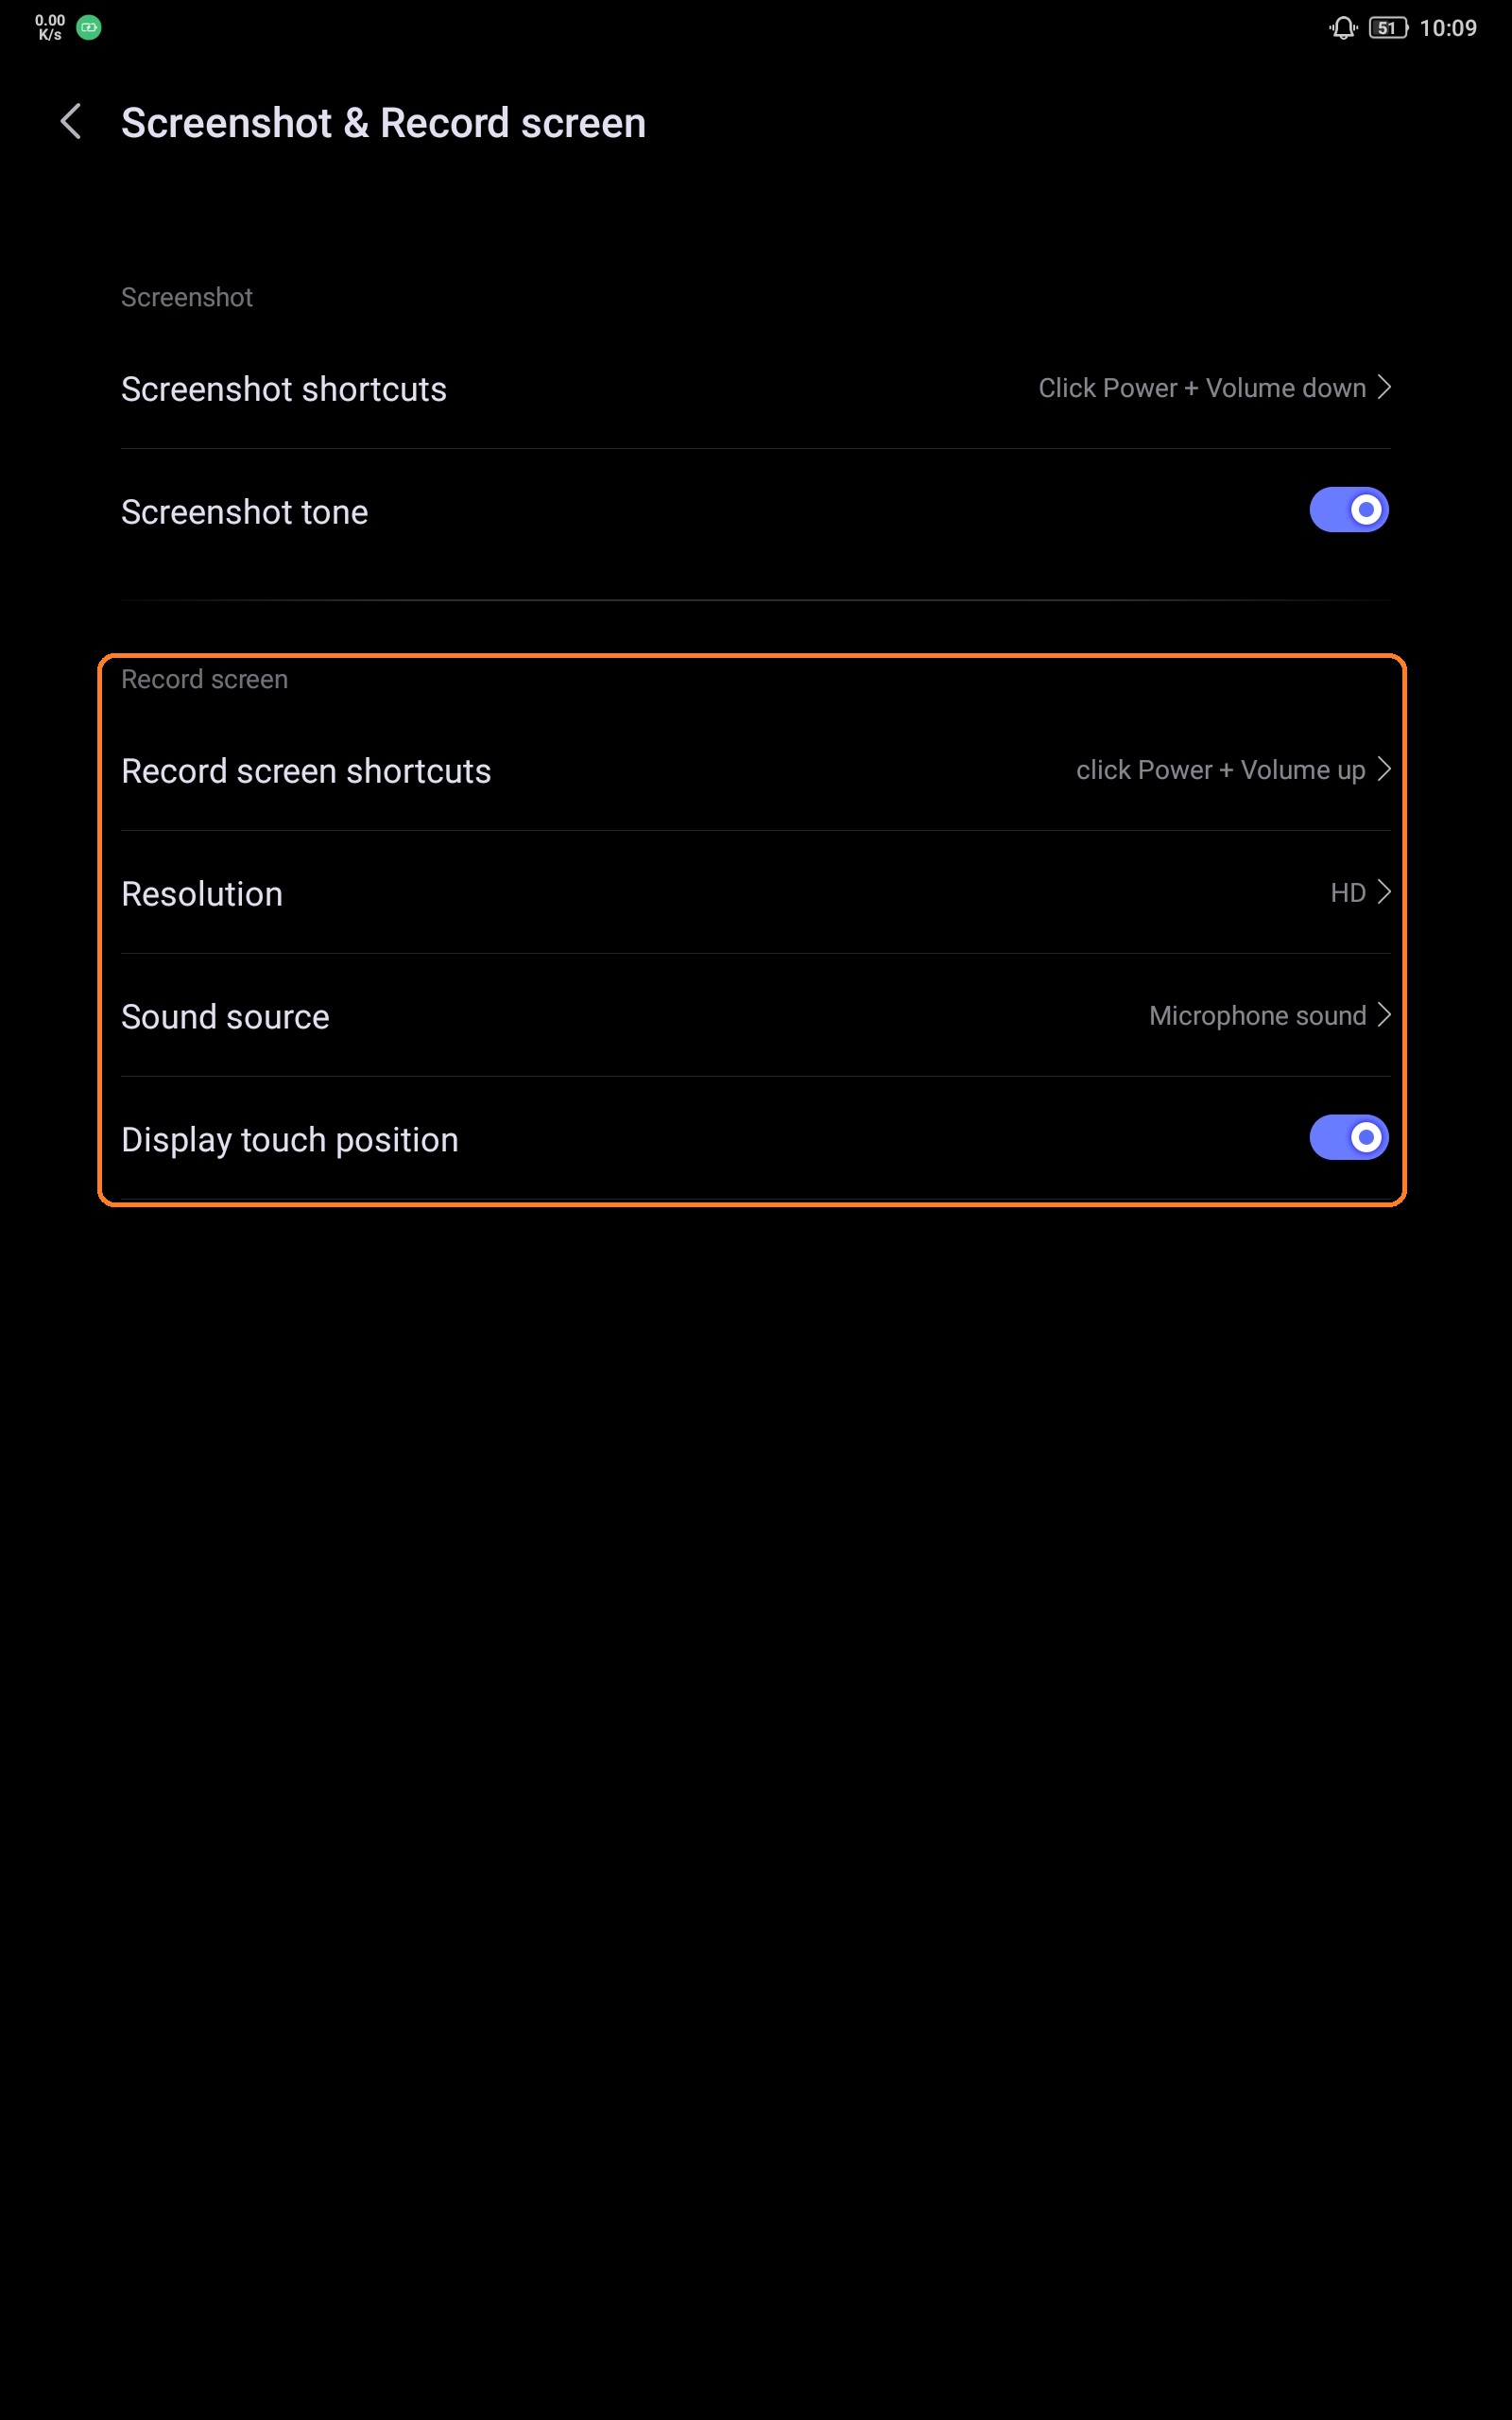 0.00
K/s
51 10:09
Screenshot & Record screen
Screenshot
Screenshot shortcuts Click Power + Volume down
Screenshot tone
Record screen
Record screen shortcuts click Power + Volume up
Resolution HD
Sound source Microphone sound
Display touch position